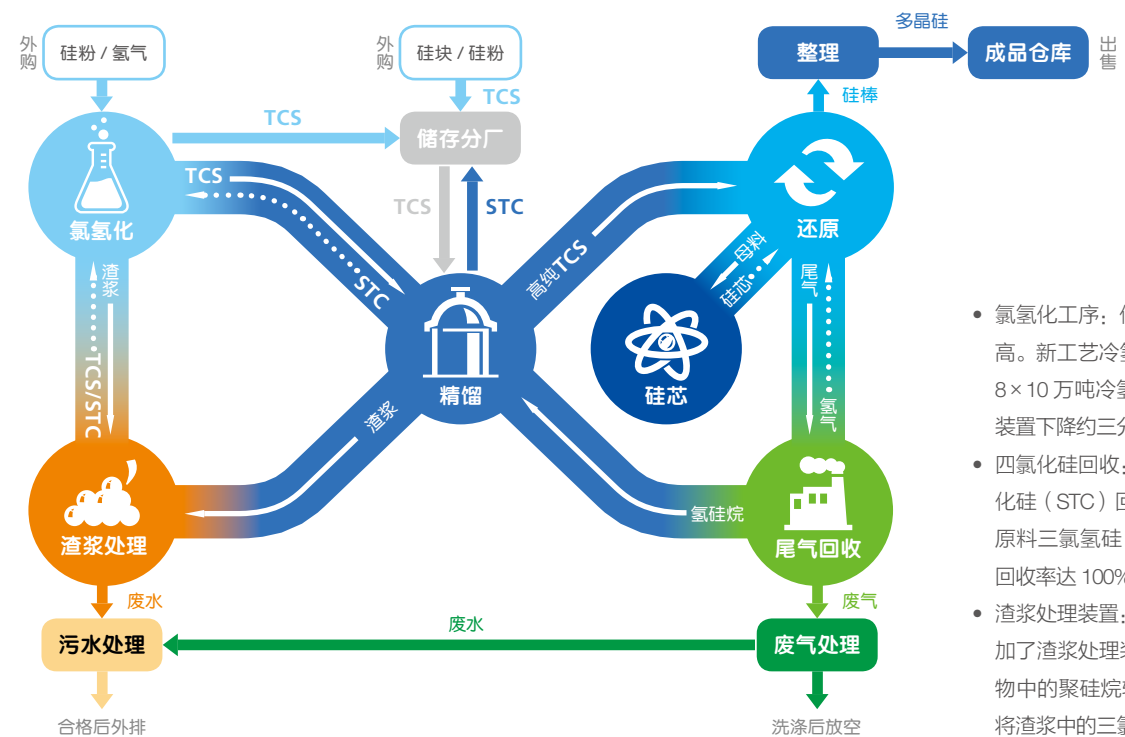 外购
硅粉 / 氢气
外购
硅块 / 硅粉
多晶硅
整理
成品仓库
出售
TCS
硅棒
TCS
储存分厂
TCS
TCS
STC
氯氢化
STC
还原
高纯TCS
母料
硅芯
渣浆
尾气
TCS/STC
精馏
硅芯
氢气
渣浆
氢硅烷
渣浆处理
尾气回收
废水
废气
污水处理
废水
废气处理
合格后外排
洗涤后放空
• 氯氢化工序：
高。新工艺冷氢
8×10 万吨冷氢
装置下降约三分
• 四氯化硅回收：
化硅（STC）回
原料三氯氢硅
回收率达 100%
• 渣浆处理装置：
加了渣浆处理装
物中的聚硅烷
将渣浆中的三氯